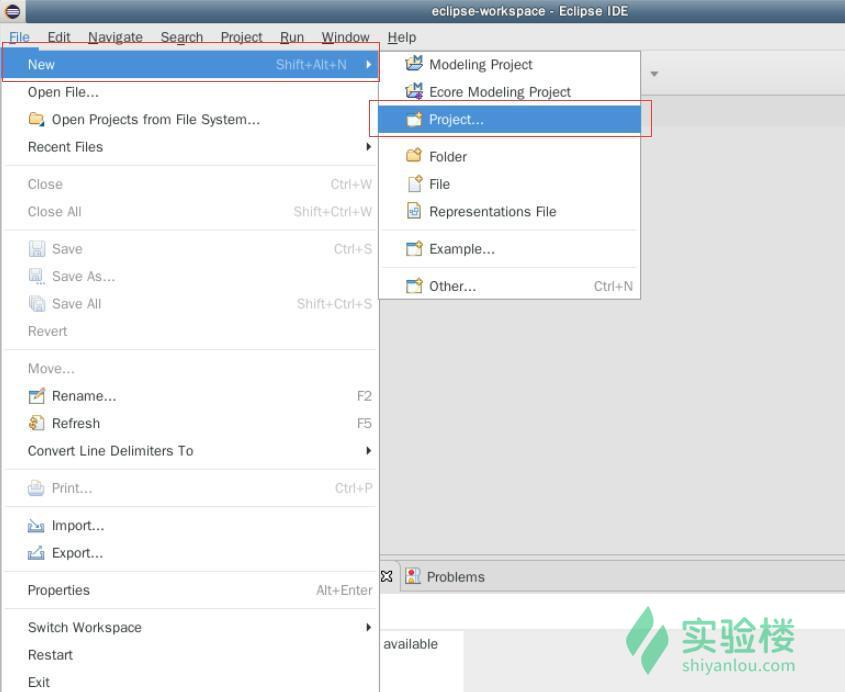 eclipse-workspace - Eclipse IDE
File Edit Navigate Search Project Run Window Help
New Shift+Alt+N
Open File...
Open Projects from File System...
Recent Files
Close Ctrl+W
Close All Shift+Ctrl+W
Save Ctrl+S
Save As...
Save All Shift+Ctrl+S
Revert
Move...
Rename... F2
Refresh F5
Convert Line Delimiters To
Print... Ctrl+P
Import...
Export...
Properties Alt+Enter
Switch Workspace
Restart
Exit
Modeling Project
Ecore Modeling Project
Project...
Folder
File
Representations File
Example...
Other... Ctrl+N
Problems
available
实验楼
shiyanlou.com